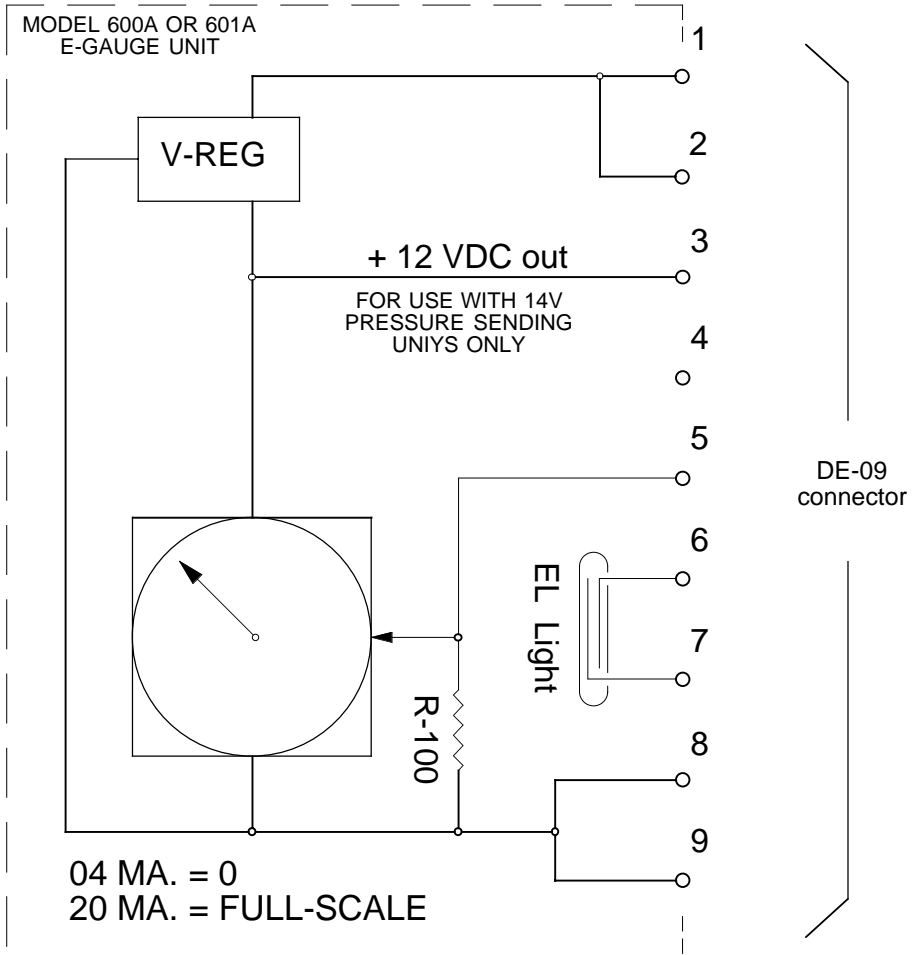 MODEL 600A OR 601A
E-GAUGE UNIT
1
V-REG
2
3
+ 12 VDC out
FOR USE WITH 14V
PRESSURE SENDING
UNIYS ONLY
4
5
DE-09
connector
6
EL Light
7
R-100
8
9
04 MA. = 0
20 MA. = FULL-SCALE